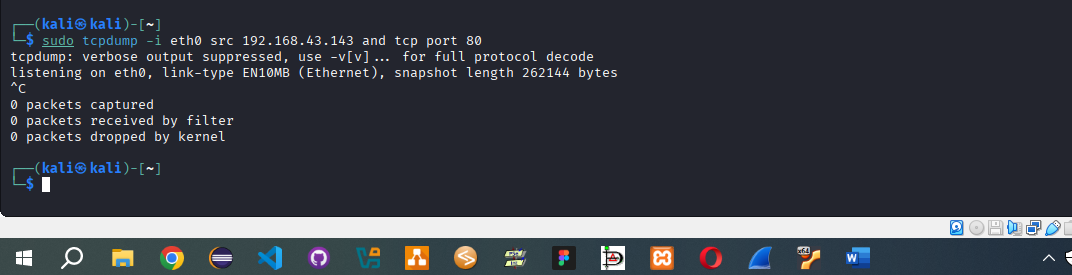 ┌──(kali㉿kali)-[~]
└─$ sudo tcpdump -i eth0 src 192.168.43.143 and tcp port 80
tcpdump: verbose output suppressed, use -v[v]... for full protocol decode
listening on eth0, link-type EN10MB (Ethernet), snapshot length 262144 bytes
^C
0 packets captured
0 packets received by filter
0 packets dropped by kernel
┌──(kali㉿kali)-[~]
└─$